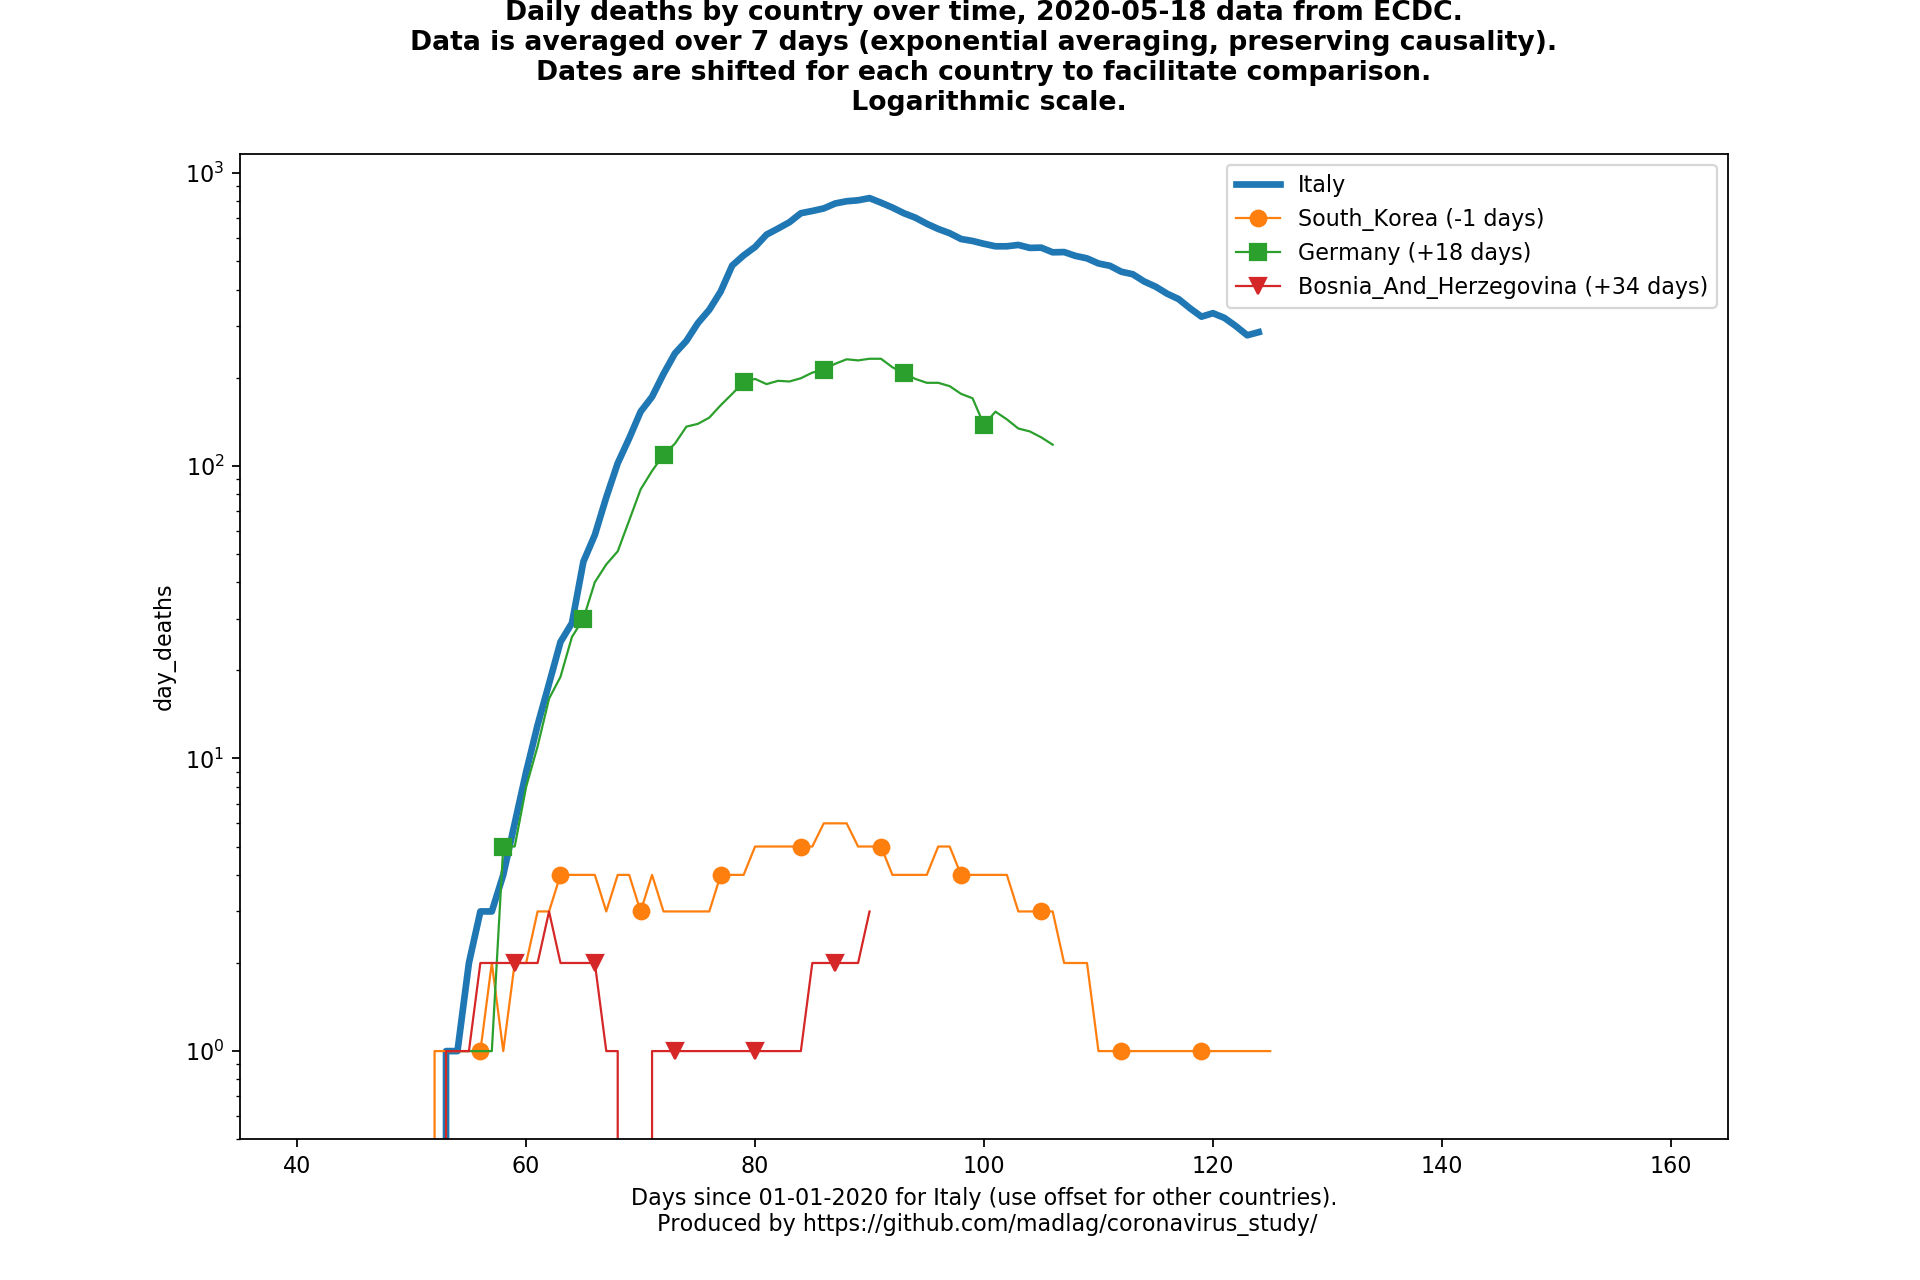 Daily deaths by country over time, 2020-05-18 data from ECDC.
Data is averaged over 7 days (exponential averaging, preserving causality).
Dates are shifted for each country to facilitate comparison.
Logarithmic scale.
10³
10²
10¹
10⁰
day_deaths
Italy
South_Korea (-1 days)
Germany (+18 days)
Bosnia_And_Herzegovina (+34 days)
40 60 80 100 120 140 160
Days since 01-01-2020 for Italy (use offset for other countries).
Produced by https://github.com/madlag/coronavirus_study/